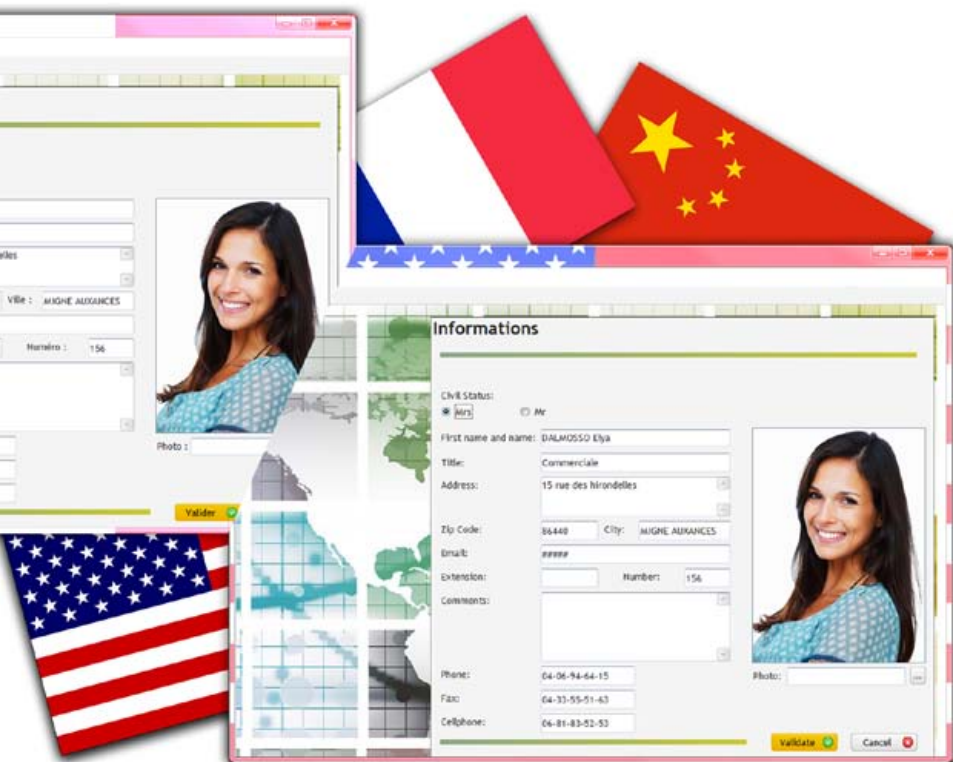 elles
Ville : MIGNE AUXANCES
Numéro : 156
Photo :
Valider
Informations
Civil Status:
Mrs Mr
First name and name: DALMOSSO Elya
Title: Commerciale
Address: 15 rue des hirondelles
Zip Code: 86440 City: MIGNE AUXANCES
Email: #####
Extension: Number: 156
Comments:
Phone: 04-06-94-64-15
Photo: ...
Fax: 04-33-55-51-63
Cellphone: 06-81-83-52-53
Validate Cancel